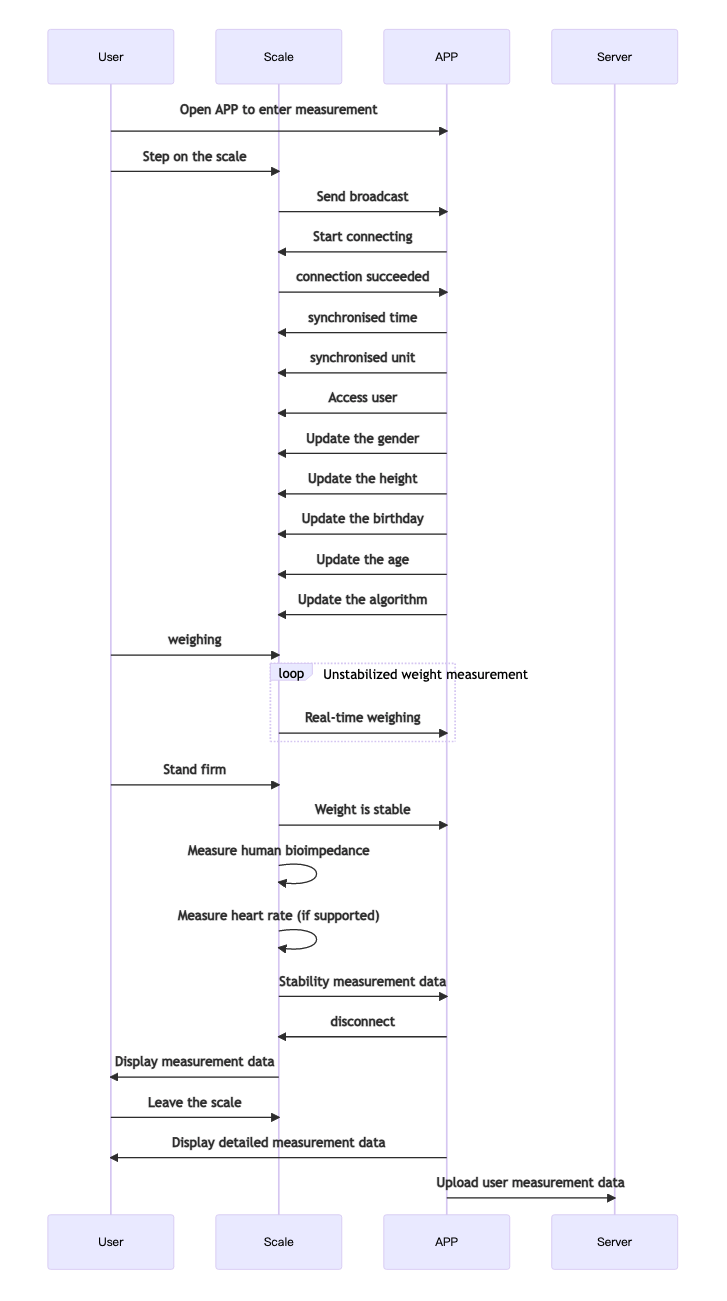 User
Scale
APP
Server
Open APP to enter measurement
Step on the scale
Send broadcast
Start connecting
connection succeeded
synchronised time
synchronised unit
Access user
Update the gender
Update the height
Update the birthday
Update the age
Update the algorithm
weighing
loop
Unstabilized weight measurement
Real-time weighing
Stand firm
Weight is stable
Measure human bioimpedance
Measure heart rate (if supported)
Stability measurement data
disconnect
Display measurement data
Leave the scale
Display detailed measurement data
Upload user measurement data
User
Scale
APP
Server